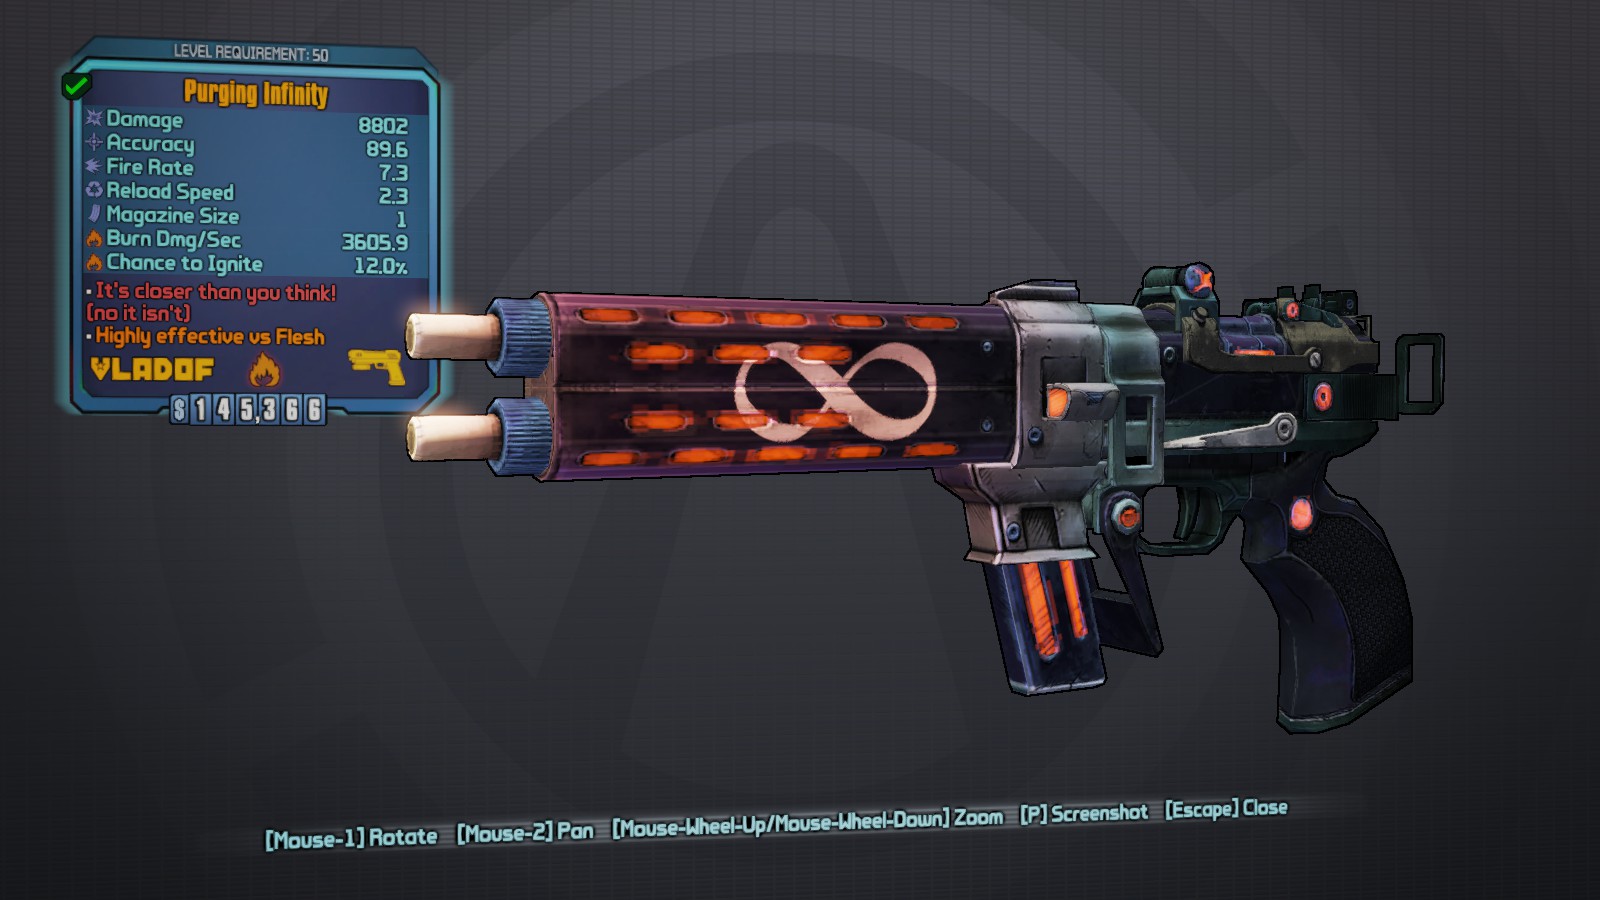 LEVEL REQUIREMENT: 50
Purging Infinity
Damage 8802
Accuracy 89.6
Fire Rate 7.3
Reload Speed 2.3
Magazine Size 1
Burn Dmg/Sec 3605.9
Chance to Ignite 12.0%
• It's closer than you think!
(no it isn't)
• Highly effective vs Flesh
VLADOF
$145,366
[Mouse-1] Rotate [Mouse-2] Pan [Mouse-Wheel-Up/Mouse-Wheel-Down] Zoom [P] Screenshot [Escape] Close